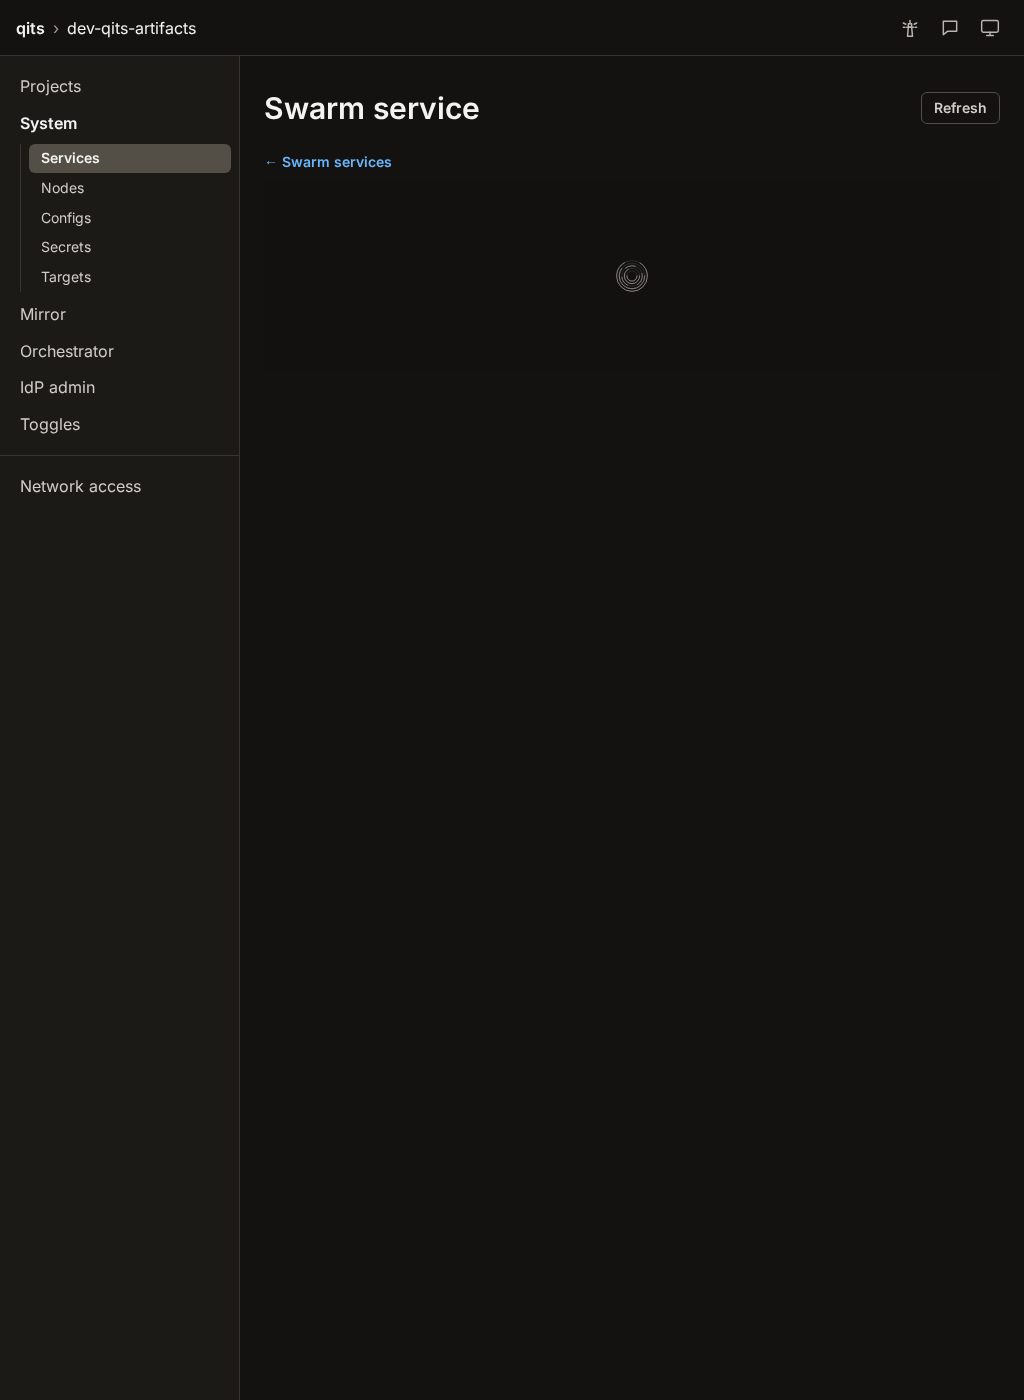 qits › dev-qits-artifacts
Projects
System
Services
Nodes
Configs
Secrets
Targets
Mirror
Orchestrator
IdP admin
Toggles
Network access
Swarm service
Refresh
← Swarm services